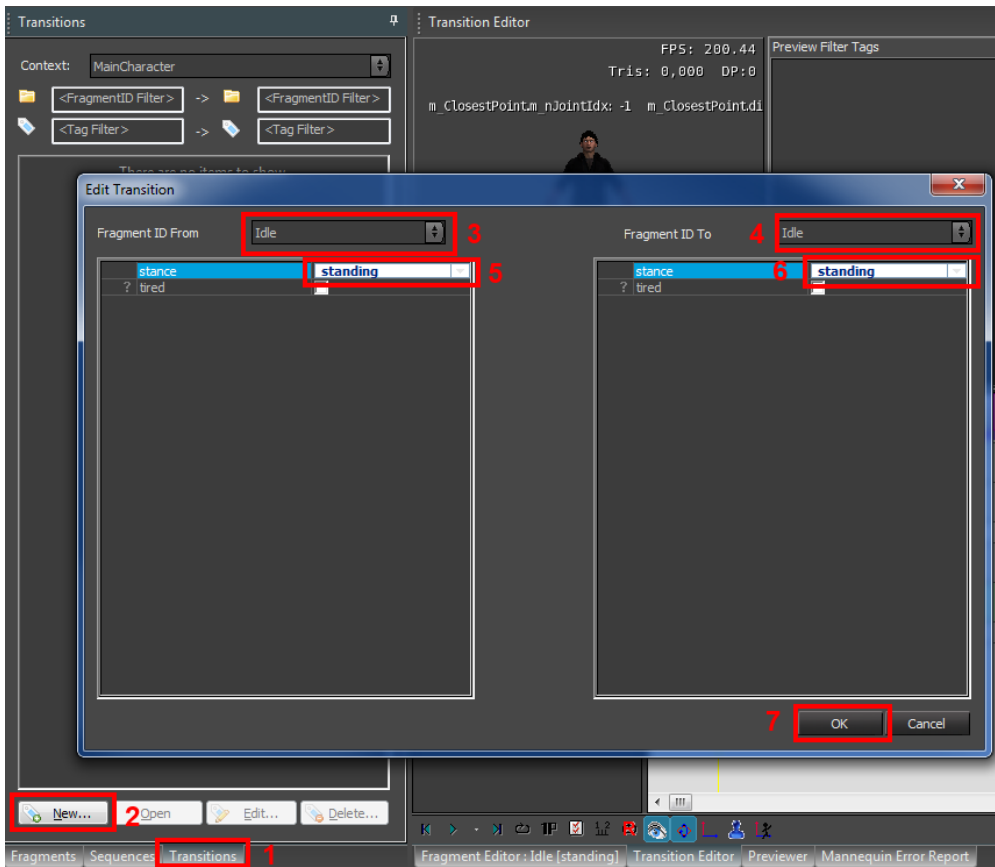 Transitions
Transition Editor
Context: MainCharacter
<FragmentID Filter> -> <FragmentID Filter>
<Tag Filter> -> <Tag Filter>
There are no items to show
FPS: 200.44
Tris: 0,000 DP:0
m_ClosestPoint.m_nJointIdx: -1 m_ClosestPoint.di
Preview Filter Tags
Edit Transition
Fragment ID From Idle 3
Fragment ID To 4 Idle
stance standing 5
? tired
stance 6 standing
? tired
7 OK Cancel
New... 2 Open Edit... Delete...
Fragments Sequences Transitions 1
1P
Fragment Editor : Idle [standing] Transition Editor Previewer Mannequin Error Report